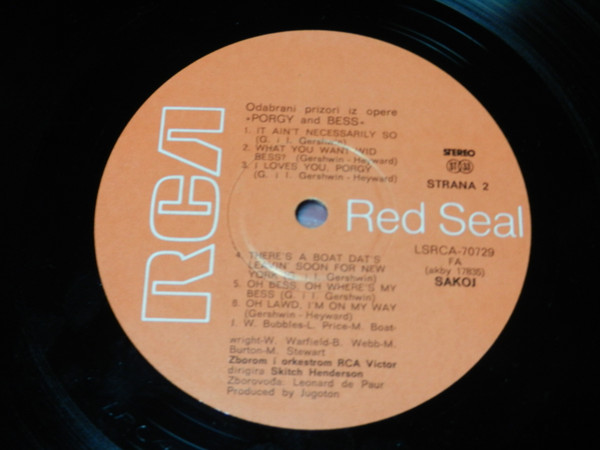 RCA
Odabrani prizori iz opere
»PORGY and BESS«
1. IT AIN'T NECESSARILY SO
(G. i I. Gershwin)
2. WHAT YOU WANT WID
BESS? (Gershwin - Heyward)
3. I LOVES YOU, PORGY
(G. i I. Gershwin - Heyward)
STEREO
STRANA 2
Red Seal
LSRCA-70729
FA
(ekby 17835)
SAKOJ
4. THERE'S A BOAT DAT'S
LEAVIN' SOON FOR NEW
YORK (G. i I. Gershwin)
5. OH BESS, OH WHERE'S MY
BESS (G. i I. Gershwin)
6. OH LAWD, I'M ON MY WAY
(Gershwin - Heyward)
J. W. Bubbles-L. Price-M. Boat-
wright-W. Warfield-B. Webb-M.
Burton-M. Stewart
Zborom i orkestrom RCA Victor
dirigira Skitch Henderson
Zborovođa: Leonard de Paur
Produced by Jugoton